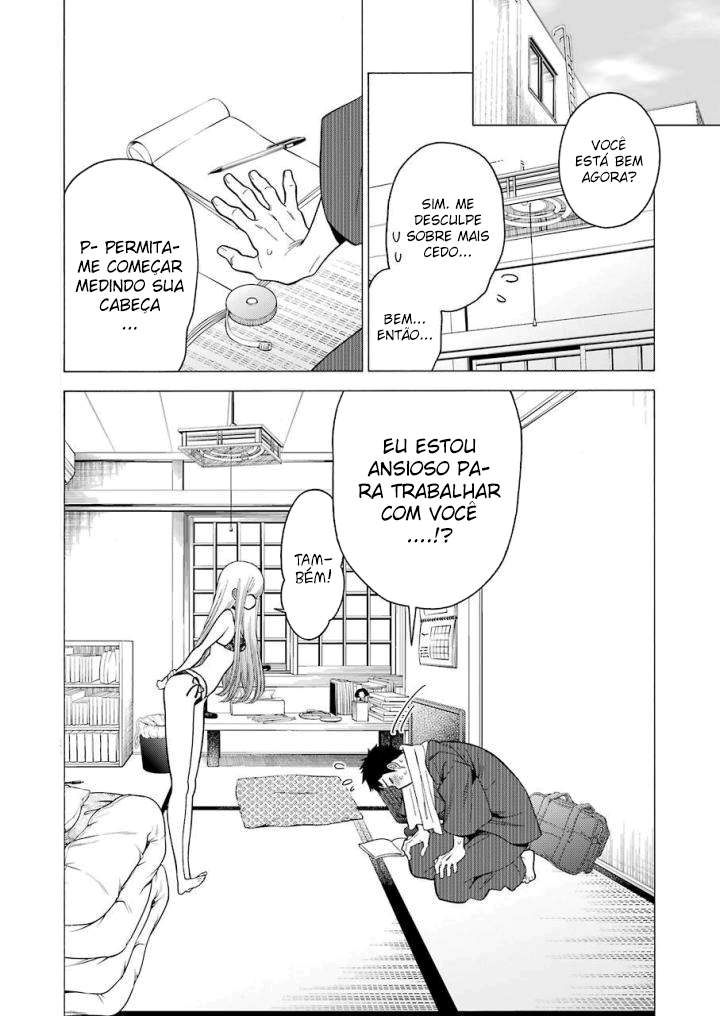 VOCÊ
ESTÁ BEM
AGORA?
SIM. ME
DESCULPE
SOBRE MAIS
CEDO...
BEM...
ENTÃO...
P- PERMITA-
ME COMEÇAR
MEDINDO SUA
CABEÇA
...
EU ESTOU
ANSIOSO PA-
RA TRABALHAR
COM VOCÊ
....!?
TAM-
BÉM!